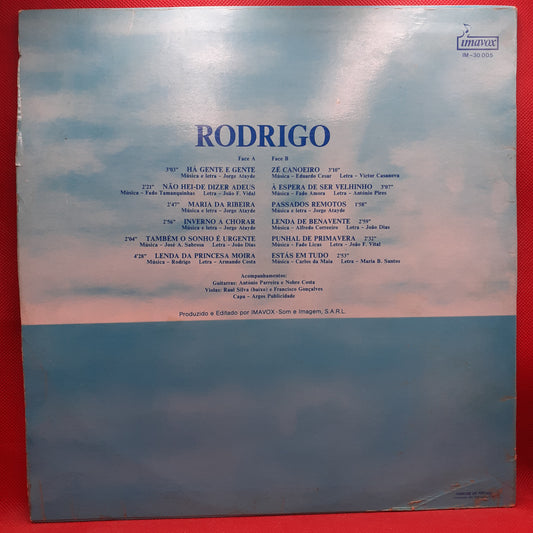 imavox
IM-30.005
RODRIGO
Face A
3'03" HÁ GENTE E GENTE
Música e letra - Jorge Atayde
2'21" NÃO HEI-DE DIZER ADEUS
Música - Fado Tamanquinhas Letra - João F. Vidal
2'47" MARIA DA RIBEIRA
Música e letra - Jorge Atayde
2'56" INVERNO A CHORAR
Música e letra - Jorge Atayde
2'04" TAMBÉM O SONHO É URGENTE
Música - José A. Sabrosa Letra - João Dias
4'28" LENDA DA PRINCESA MOIRA
Música - Rodrigo Letra - Armando Costa
Face B
ZÉ CANOEIRO 3'10"
Música - Eduardo Cesar Letra - Victor Casanova
À ESPERA DE SER VELHINHO 3'07"
Música - Fado Amora Letra - António Pires
PASSADOS REMOTOS 1'58"
Música e letra - Jorge Atayde
LENDA DE BENAVENTE 2'59"
Música - Alfredo Correeiro Letra - João Dias
PUNHAL DE PRIMAVERA 2'32"
Música - Fado Licas Letra - João F. Vital
ESTÁS EM TUDO 2'53"
Música - Carlos da Maia Letra - Maria B. Santos
Acompanhamentos:
Guitarras: António Parreira e Nobre Costa
Violas: Raul Silva (baixo) e Francisco Gonçalves
Capa - Argos Publicidade
Produzido e Editado por IMAVOX - Som e Imagem, S.A.R.L.